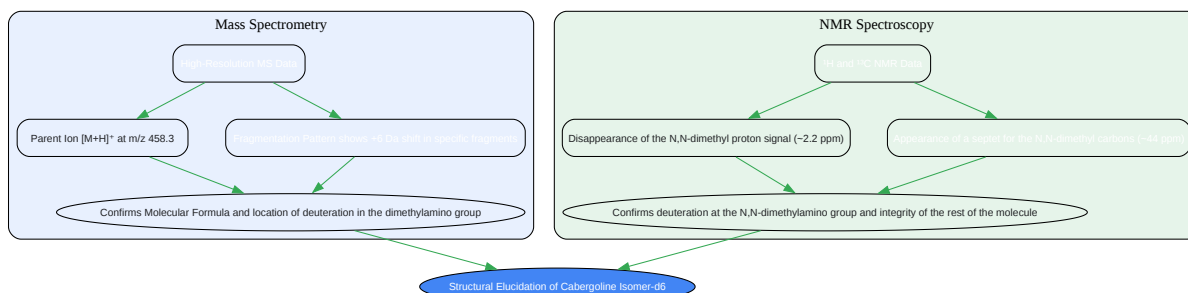 Mass Spectrometry
NMR Spectroscopy
High-Resolution MS Data
¹H and ¹³C NMR Data
Parent Ion [M+H]⁺ at m/z 458.3
Fragmentation Pattern shows +6 Da shift in specific fragments
Disappearance of the N,N-dimethyl proton signal (~2.2 ppm)
Appearance of a septet for the N,N-dimethyl carbons (~44 ppm)
Confirms Molecular Formula and location of deuteration in the dimethylamino group
Confirms deuteration at the N,N-dimethylamino group and integrity of the rest of the molecule
Structural Elucidation of Cabergoline Isomer-d6